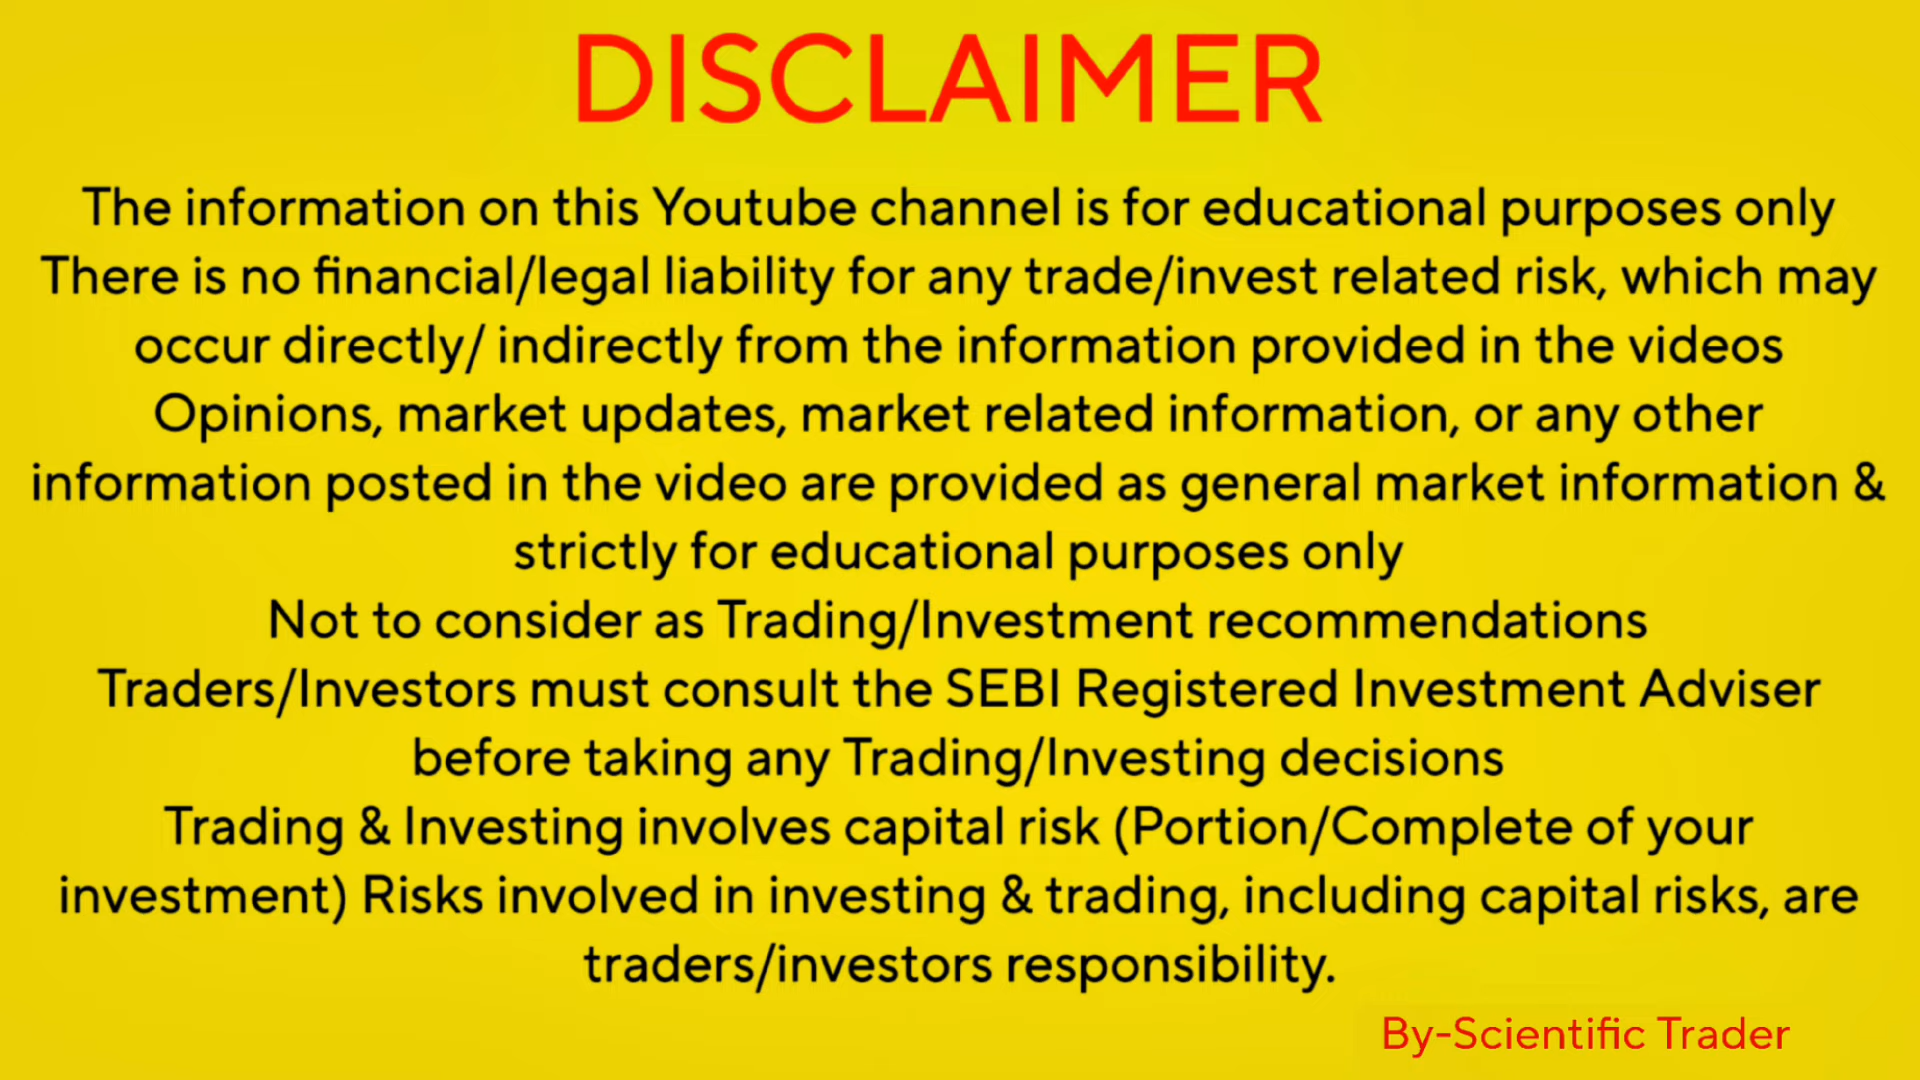 DISCLAIMER
The information on this Youtube channel is for educational purposes only
There is no financial/legal liability for any trade/invest related risk, which may
occur directly/ indirectly from the information provided in the videos
Opinions, market updates, market related information, or any other
information posted in the video are provided as general market information &
strictly for educational purposes only
Not to consider as Trading/Investment recommendations
Traders/Investors must consult the SEBI Registered Investment Adviser
before taking any Trading/Investing decisions
Trading & Investing involves capital risk (Portion/Complete of your
investment) Risks involved in investing & trading, including capital risks, are
traders/investors responsibility.
By-Scientific Trader